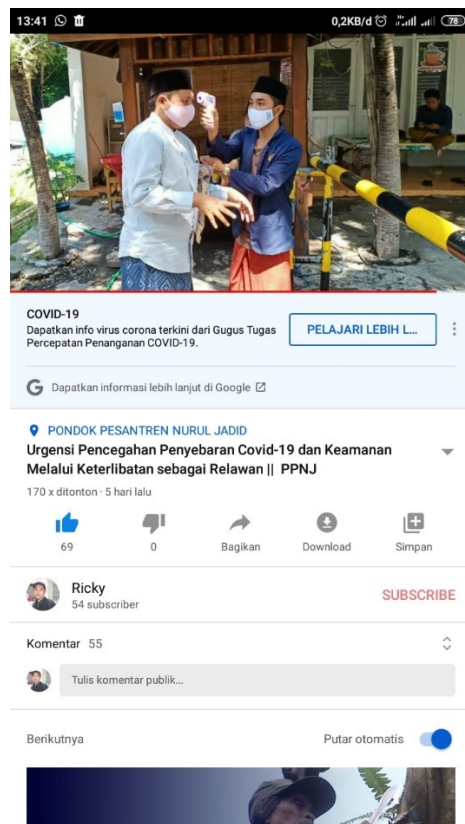 13:41 0,2KB/d 78
COVID-19
Dapatkan info virus corona terkini dari Gugus Tugas
Percepatan Penanganan COVID-19.
PELAJARI LEBIH L...
G Dapatkan informasi lebih lanjut di Google
PONDOK PESANTREN NURUL JADID
Urgensi Pencegahan Penyebaran Covid-19 dan Keamanan
Melalui Keterlibatan sebagai Relawan || PPNJ
170 x ditonton · 5 hari lalu
69 0 Bagikan Download Simpan
Ricky
54 subscriber
SUBSCRIBE
Komentar 55
Tulis komentar publik...
Berikutnya Putar otomatis